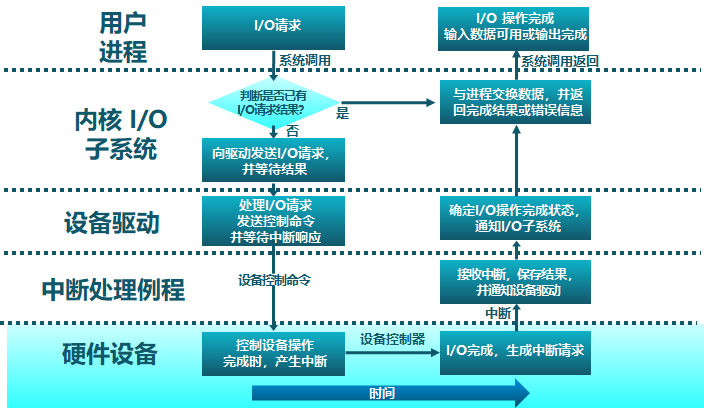 用户
进程
I/O请求
I/O 操作完成
输入数据可用或输出完成
系统调用
系统调用返回
内核 I/O
子系统
判断是否已有
I/O请求结果?
是
否
与进程交换数据，并返
回完成结果或错误信息
向驱动发送I/O请求，
并等待结果
设备驱动
处理I/O请求
发送控制命令
并等待中断响应
确定I/O操作完成状态，
通知I/O子系统
中断处理例程
设备控制命令
接收中断，保存结果，
并通知设备驱动
中断
硬件设备
控制设备操作
完成时，产生中断
设备控制器
I/O完成，生成中断请求
时间